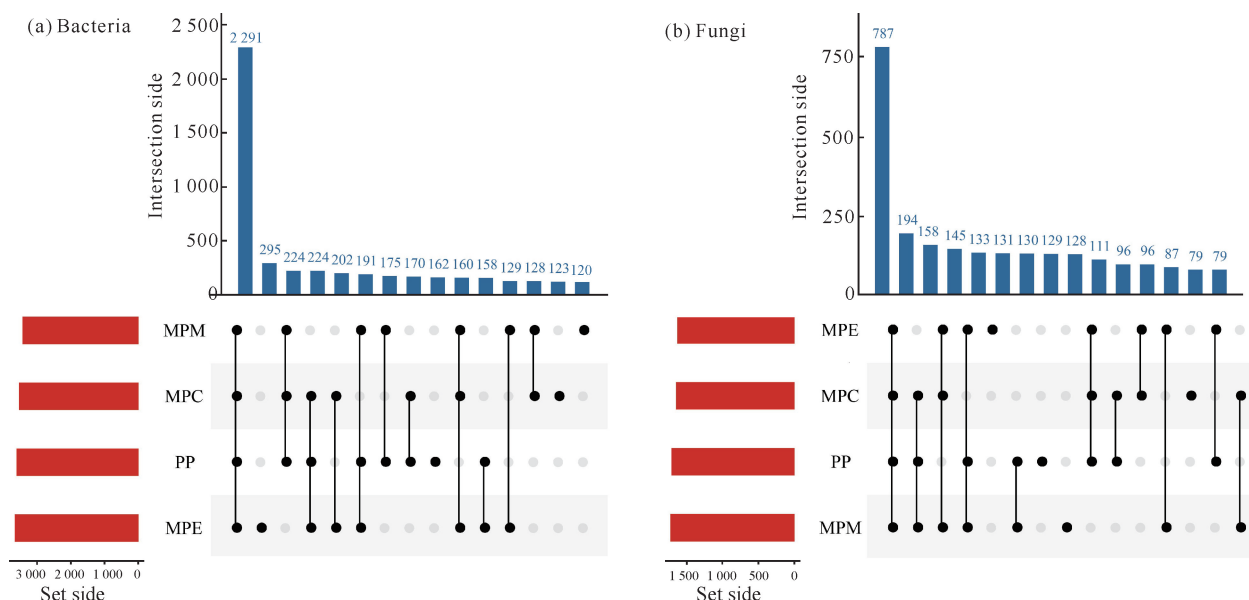 (a) Bacteria
Intersection side
2 500
2 000
1 500
1 000
500
0
2 291
295
224
224
202
191
175
170
162
160
158
129
128
123
120
MPM
MPC
PP
MPE
3 000 2 000 1 000 0
Set side
(b) Fungi
Intersection side
750
500
250
0
787
194
158
145
133
131
130
129
128
111
96
96
87
79
79
MPE
MPC
PP
MPM
1 500 1 000 500 0
Set side